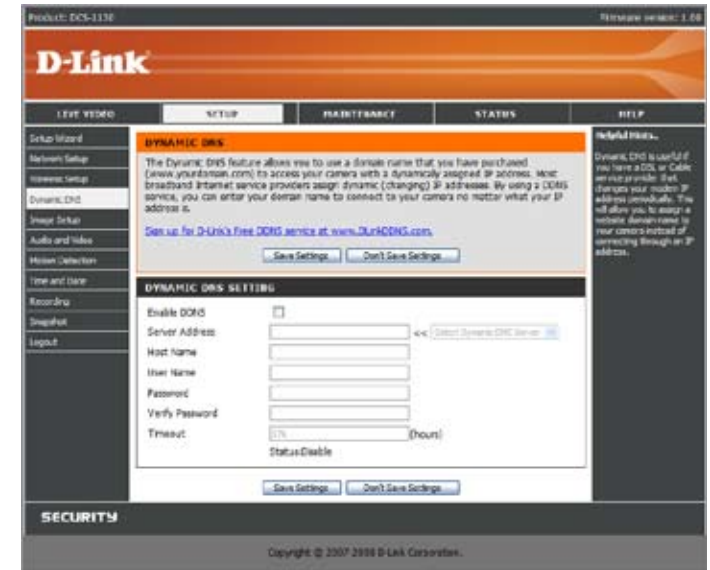 Product: DCS-1130
Firmware version: 1.00
D-Link
LIVE VIDEO
SETUP
MAINTENANCE
STATUS
HELP
Setup Wizard
Network Setup
Wireless Setup
Dynamic DNS
Image Setup
Audio and Video
Motion Detection
Time and Date
Recording
Snapshot
Logout
DYNAMIC DNS
The Dynamic DNS feature allows you to use a domain name that you have purchased
(www.yourdomain.com) to access your camera with a dynamically assigned IP address. Most
broadband Internet service providers assign dynamic (changing) IP addresses. By using a DDNS
service, you can enter your domain name to connect to your camera no matter what your IP
address is.
Sign up for D-Link's Free DDNS service at www.DLinkDDNS.com.
Save Settings
Don't Save Settings
DYNAMIC DNS SETTING
Enable DDNS
Server Address
<<
Select Dynamic DNS Server
Host Name
User Name
Password
Verify Password
Timeout
576
(hours)
Status:Disable
Save Settings
Don't Save Settings
Helpful Hints..
Dynamic DNS is useful if
you have a DSL or Cable
service provider that
changes your modem IP
address periodically. This
will allow you to assign a
website domain name to
your camera instead of
connecting through an IP
address.
SECURITY
Copyright © 2007-2008 D-Link Corporation.